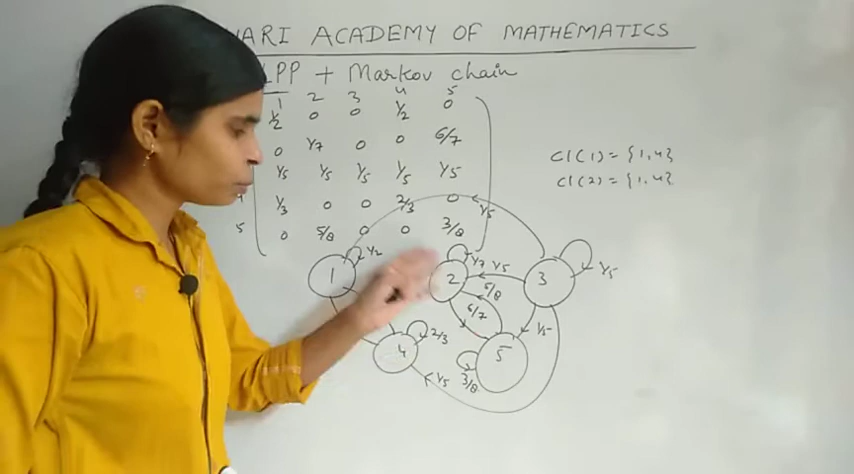 ACADEMY OF MATHEMATICS
LPP + Markov chain
1 2 3 4 5
1/2 0 0 1/2 0
0 1/7 0 0 6/7
1/5 1/5 1/5 1/5 1/5
1/3 0 0 2/3 0
5 0 5/8 0 0 3/8
Cl(1) = {1,4}
Cl(2) = {1,4}
1/5
1 1/2
2 1/7 1/5
3 1/5
5/8
6/7
1/5
4 2/3
5
3/8
1/5